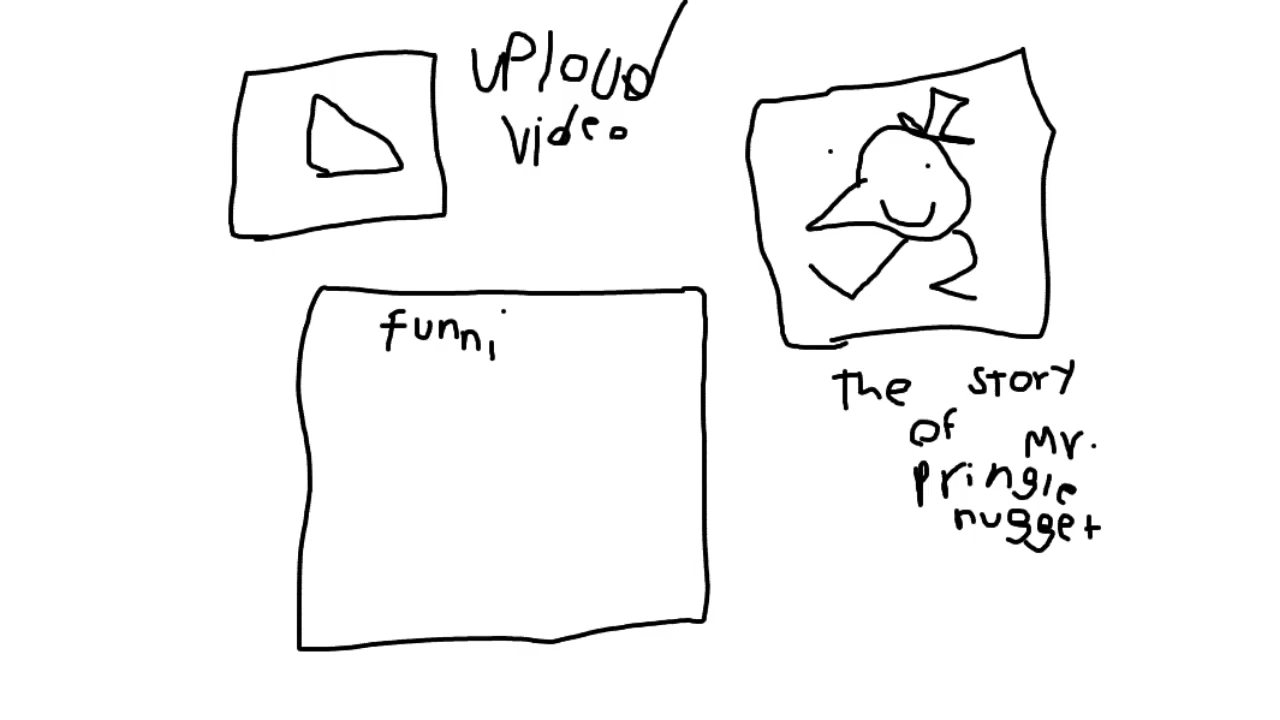 uploud
video
funni
the story
of Mr.
pringle
nugget